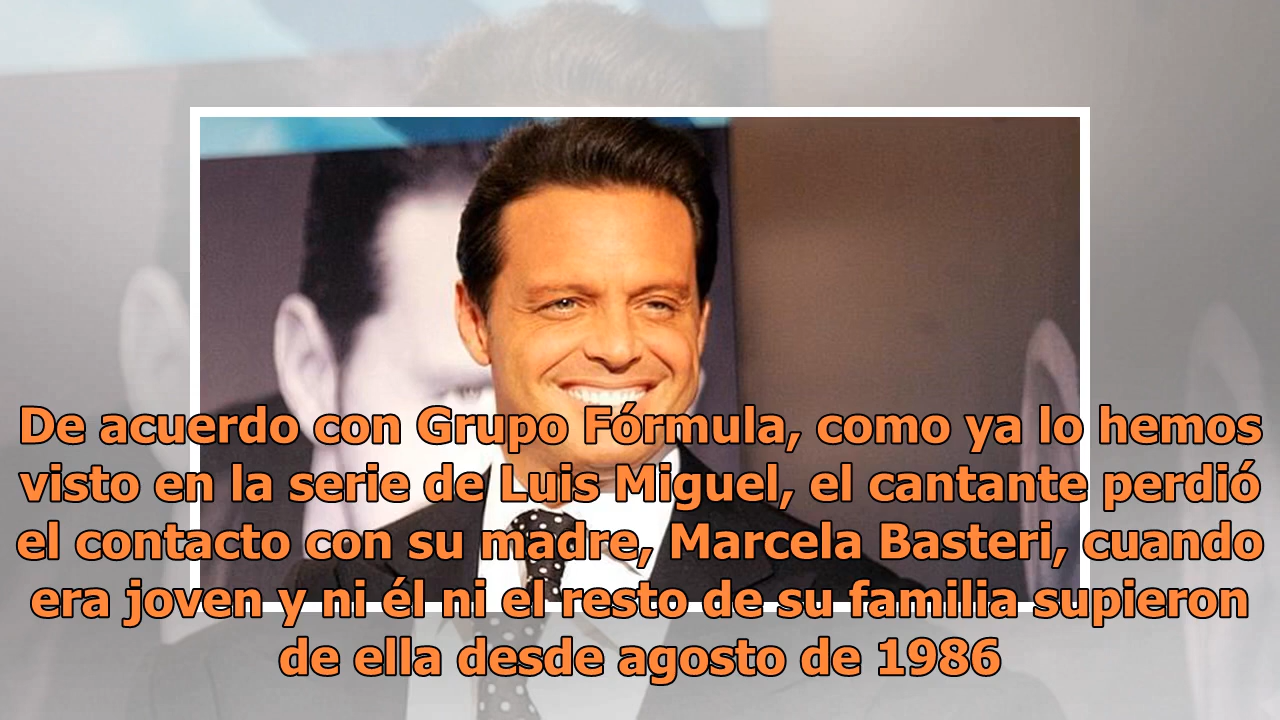 De acuerdo con Grupo Fórmula, como ya lo hemos
visto en la serie de Luis Miguel, el cantante perdió
el contacto con su madre, Marcela Basteri, cuando
era joven y ni él ni el resto de su familia supieron
de ella desde agosto de 1986